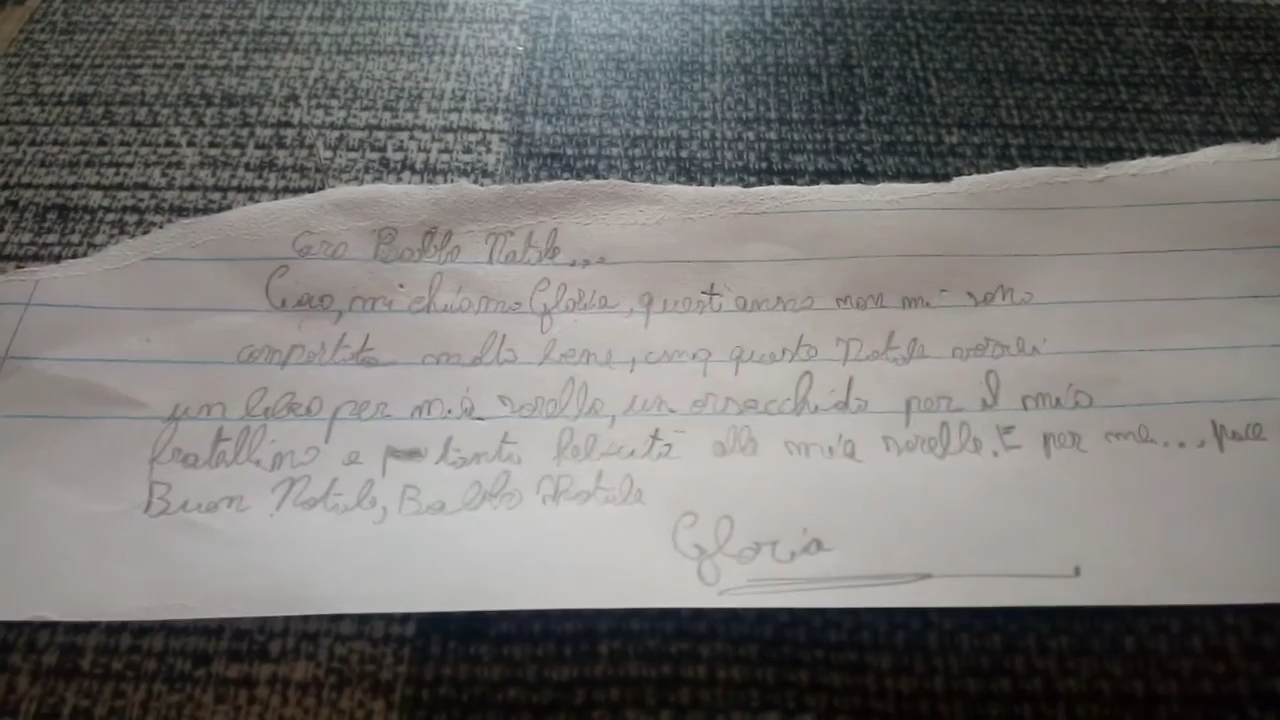 Caro Babbo Natale...
Ciao, mi chiamo Gloria, quest'anno non mi sono
comportata molto bene, ma questo Natale vorrei
un libro per mia sorella, un orsacchiato per il mio
fratellino e tanta felicità alla mia sorella. E per me... pace
Buon Natale, Babbo Natale
Gloria